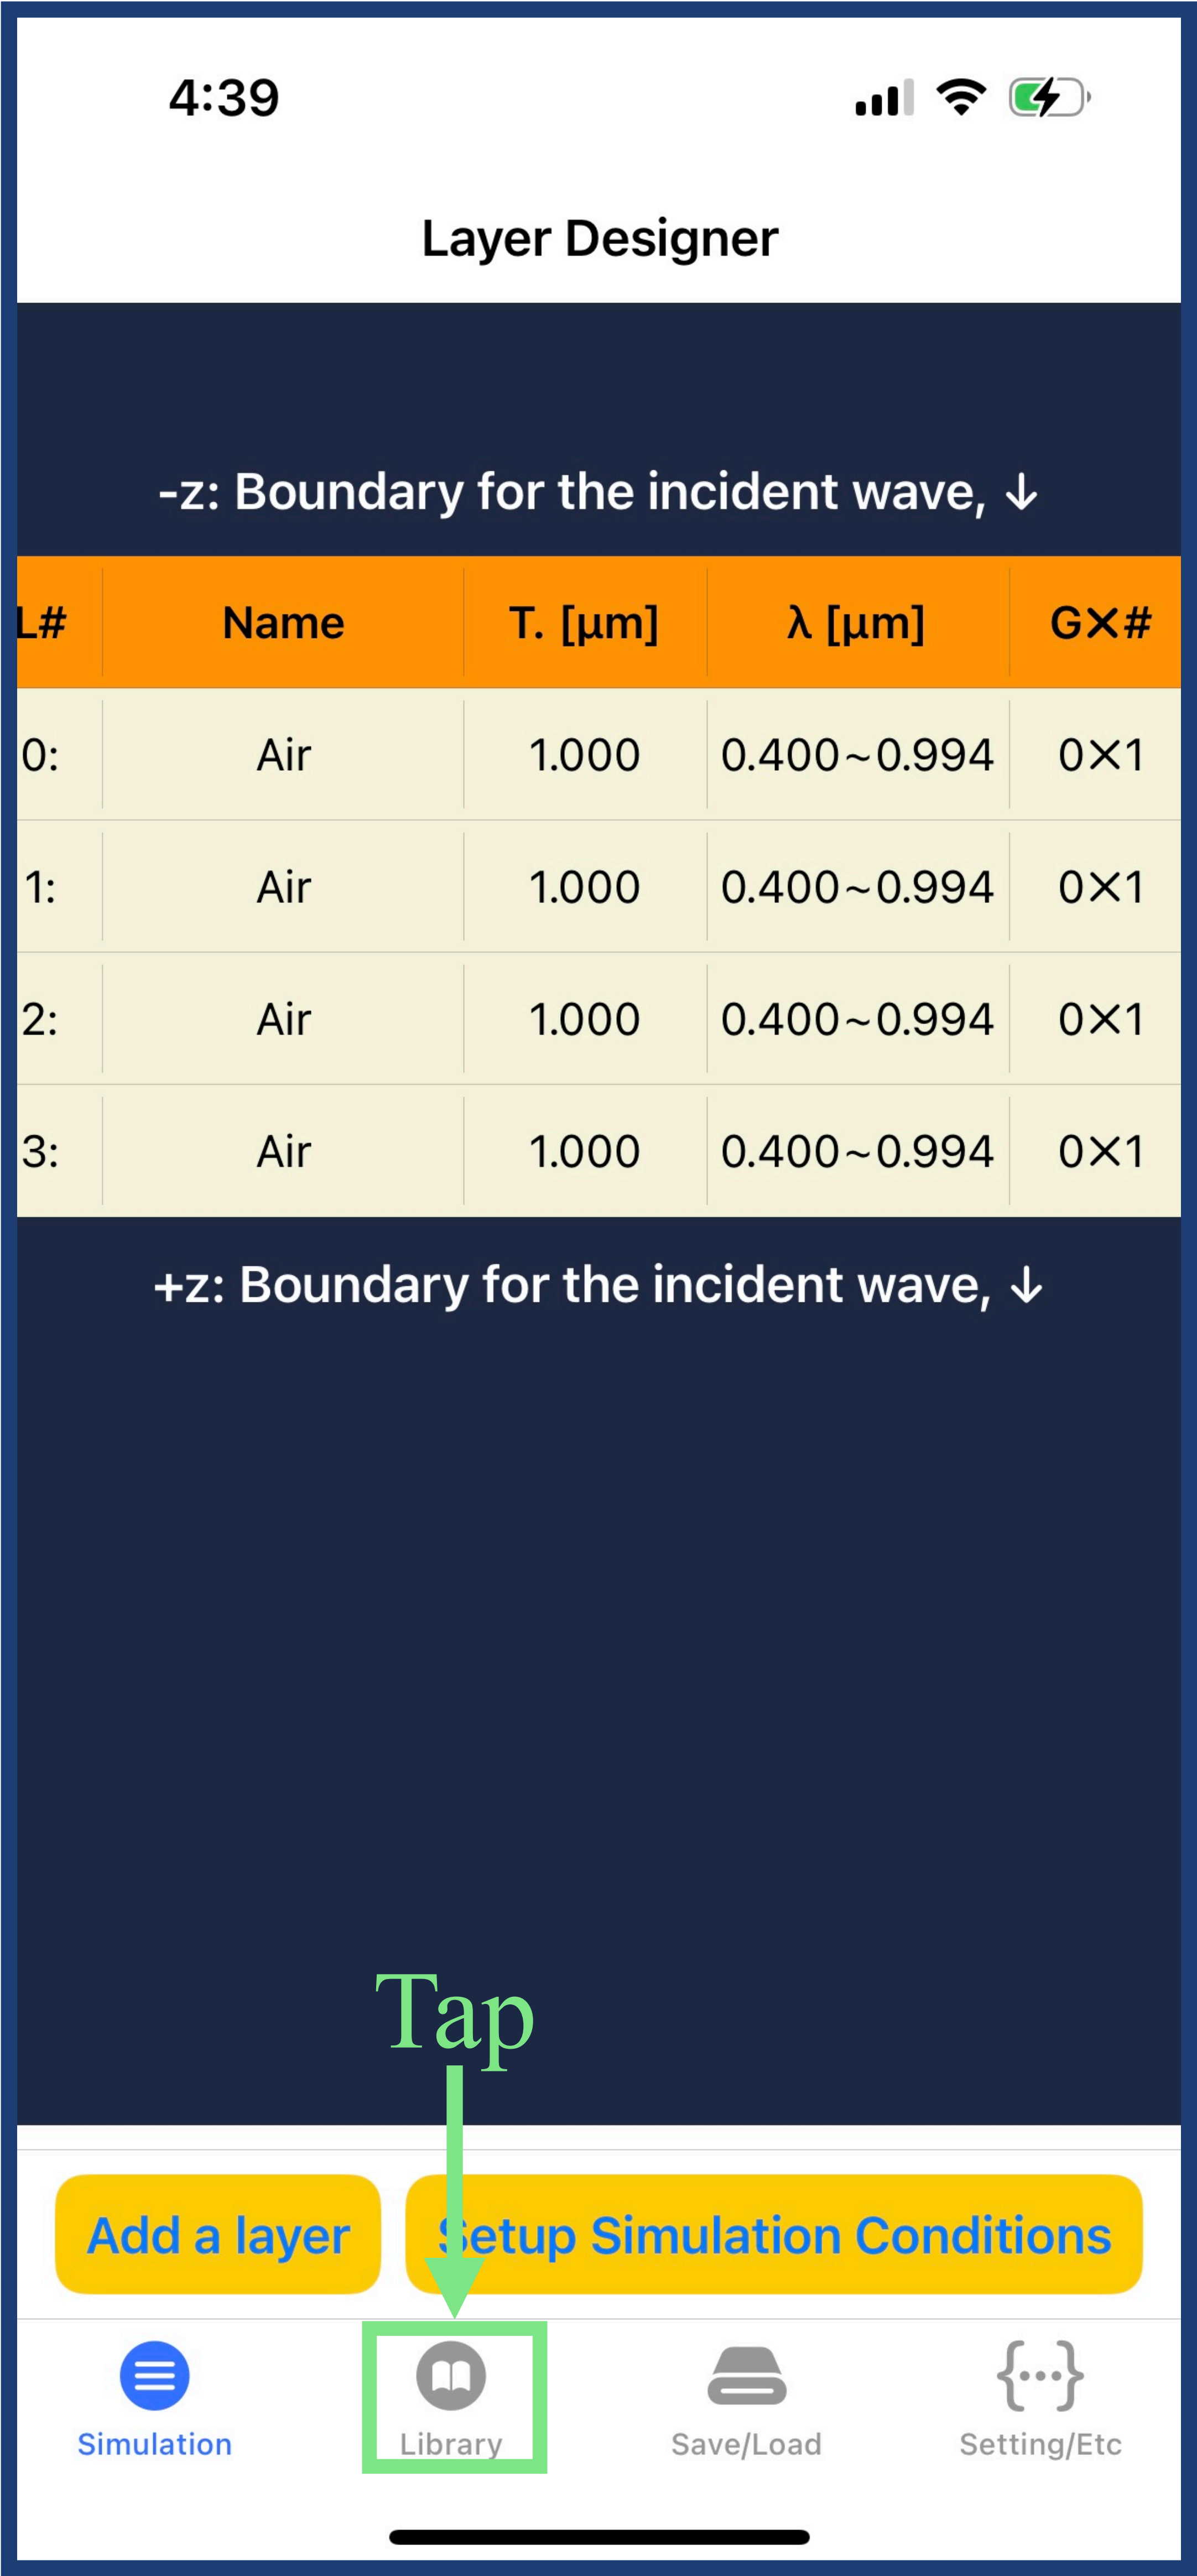 4:39
Layer Designer
-z: Boundary for the incident wave, ↓
L# Name T. [µm] λ [µm] G×#
0: Air 1.000 0.400~0.994 0×1
1: Air 1.000 0.400~0.994 0×1
2: Air 1.000 0.400~0.994 0×1
3: Air 1.000 0.400~0.994 0×1
+z: Boundary for the incident wave, ↓
Tap
Add a layer Setup Simulation Conditions
Simulation Library Save/Load Setting/Etc